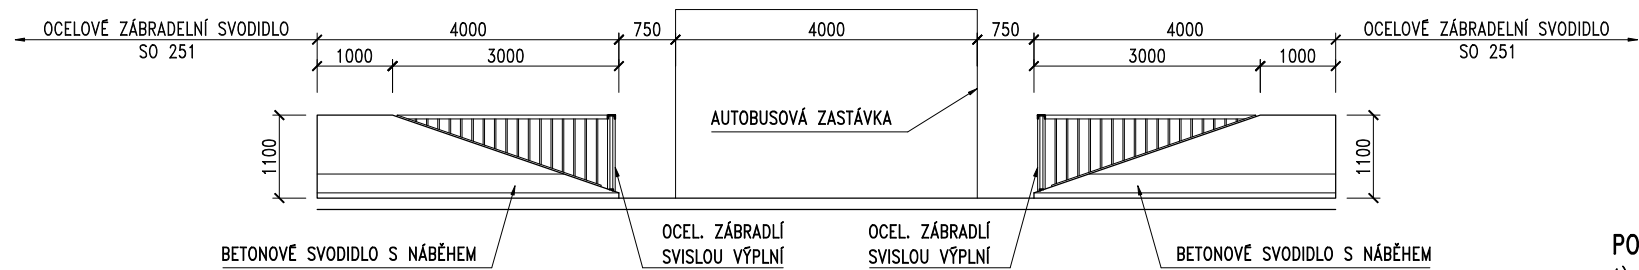 OCELOVÉ ZÁBRADELNÍ SVODIDLO
SO 251
4000
750
4000
750
4000
OCELOVÉ ZÁBRADELNÍ SVODIDLO
SO 251
1000
3000
3000
1000
AUTOBUSOVÁ ZASTÁVKA
1100
1100
BETONOVÉ SVODIDLO S NÁBĚHEM
OCEL. ZÁBRADLÍ
SVISLOU VÝPLNÍ
OCEL. ZÁBRADLÍ
SVISLOU VÝPLNÍ
BETONOVÉ SVODIDLO S NÁBĚHEM
PO